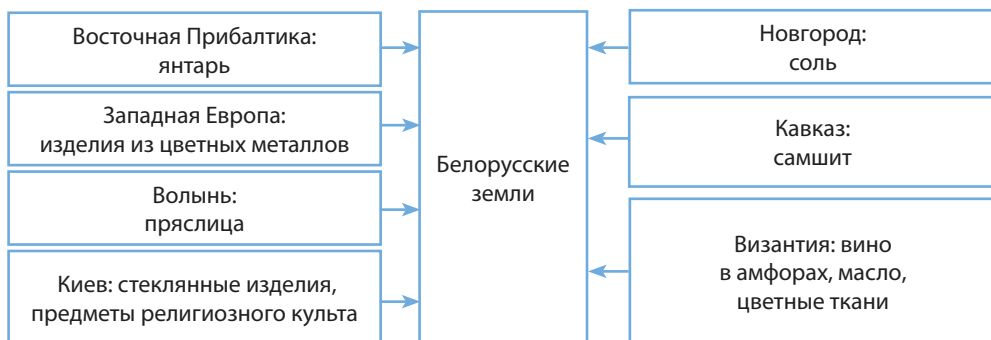 Восточная Прибалтика:
янтарь
Западная Европа:
изделия из цветных металлов
Волынь:
пряслица
Киев: стеклянные изделия,
предметы религиозного культа
Белорусские
земли
Новгород:
соль
Кавказ:
самшит
Византия: вино
в амфорах, масло,
цветные ткани